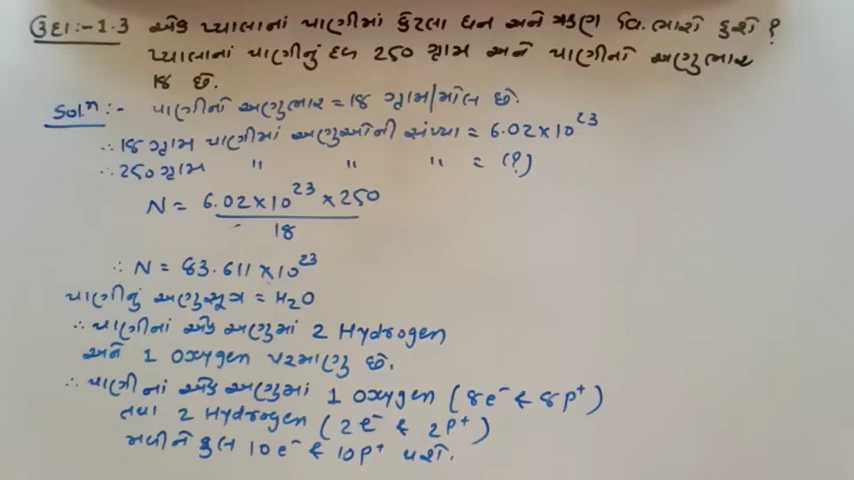 ઉદા:-1.3 એક પ્યાલાનાં પાણીમાં કેટલા ધન અને ઋણ વિ.ભારો હશે ?
પ્યાલાનાં પાણીનું દળ 250 ગ્રામ અને પાણીનો અણુભાર
18 છે.
Solⁿ:- પાણીનો અણુભાર = 18 ગ્રામ/મોલ છે.
∴ 18 ગ્રામ પાણીમાં અણુઓની સંખ્યા = 6.02×10²³
∴ 250 ગ્રામ " " " = (?)
N = 6.02×10²³ × 250
18
∴ N = 83.611×10²³
પાણીનું અણુસૂત્ર = H₂O
∴ પાણીનાં એક અણુમાં 2 Hydrogen
અને 1 Oxygen પરમાણુ છે.
∴ પાણીનાં એક અણુમાં 1 Oxygen (8e⁻ & 8p⁺)
તથા 2 Hydrogen (2e⁻ & 2p⁺)
મળીને કુલ 10e⁻ & 10p⁺ થશે.